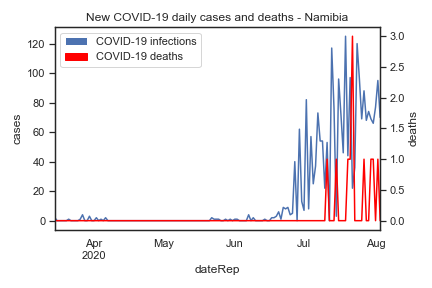 New COVID-19 daily cases and deaths - Namibia
COVID-19 infections
COVID-19 deaths
120
100
80
60
40
20
0
cases
3.0
2.5
2.0
1.5
1.0
0.5
0.0
deaths
Apr
2020
May
Jun
Jul
Aug
dateRep